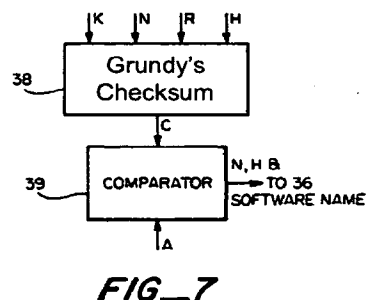 K N R H
38
Grundy's
Checksum
C
39
COMPARATOR
N, H &
TO 36
SOFTWARE NAME
A
FIG_7